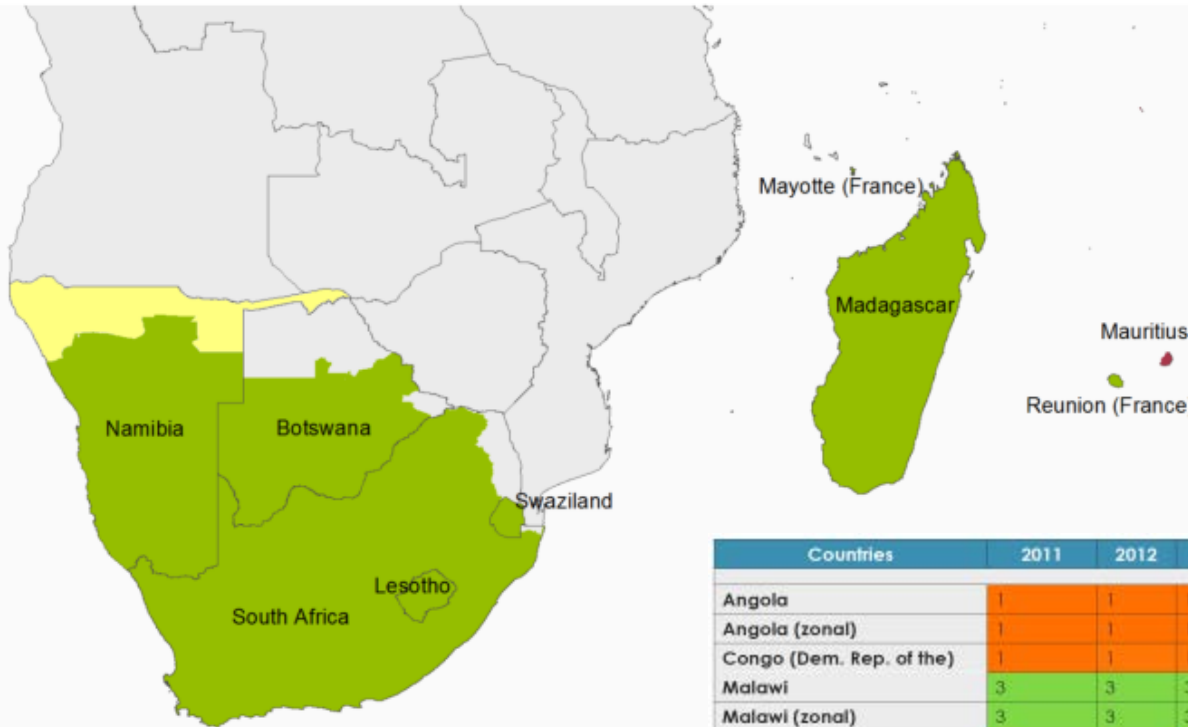 Mayotte (France)
Madagascar
Mauritius
Reunion (France
Namibia
Botswana
Swaziland
Lesotho
South Africa
Countries 2011 2012
Angola 1 1
Angola (zonal) 1 1
Congo (Dem. Rep. of the) 1 1
Malawi 3 3
Malawi (zonal) 3 3